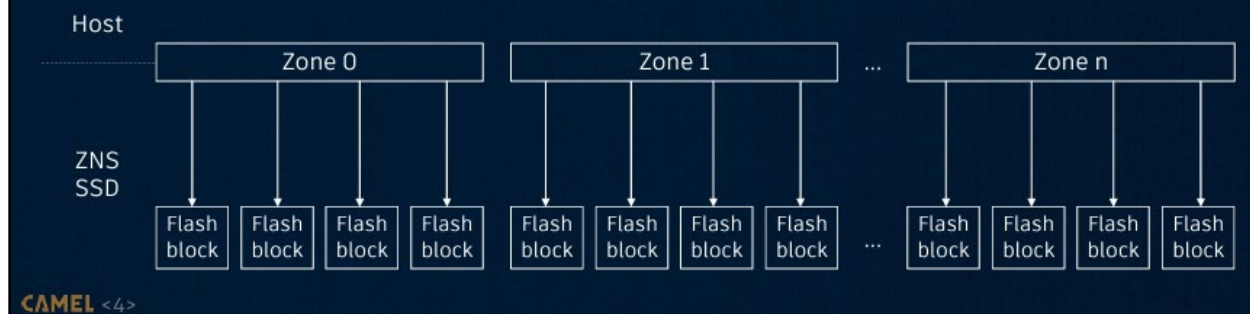 Host
Zone 0
Zone 1
...
Zone n
ZNS
SSD
Flash
block
Flash
block
Flash
block
Flash
block
Flash
block
Flash
block
Flash
block
Flash
block
...
Flash
block
Flash
block
Flash
block
Flash
block
CAMEL <4>